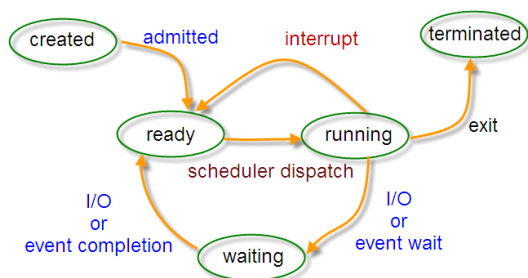 created
admitted
interrupt
terminated
ready
running
exit
scheduler dispatch
I/O
or
event completion
I/O
or
event wait
waiting